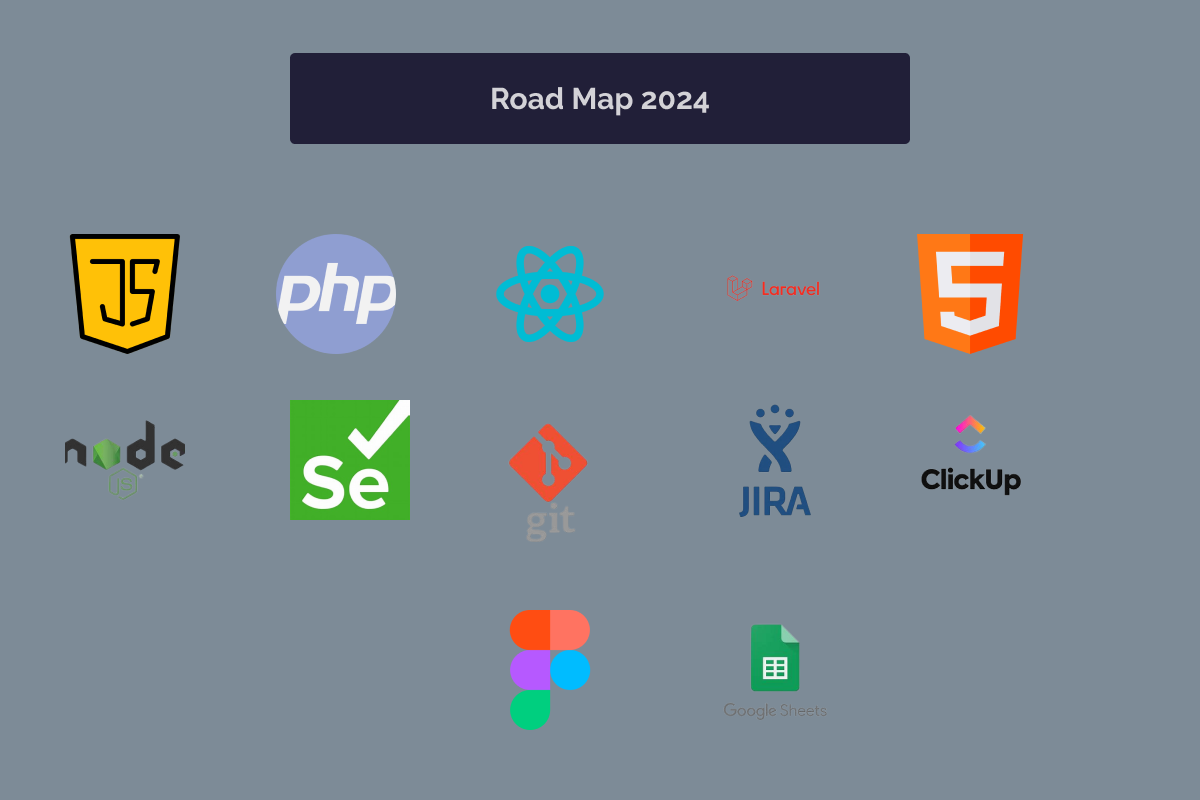 Road Map 2024
JS
php
Laravel
5
node
JS
Se
git
JIRA
ClickUp
Google Sheets